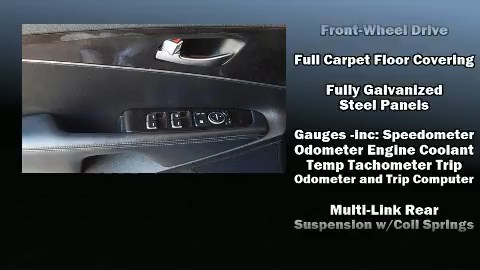 Front-Wheel Drive
Full Carpet Floor Covering
Fully Galvanized
Steel Panels
Gauges -inc: Speedometer
Odometer Engine Coolant
Temp Tachometer Trip
Odometer and Trip Computer
Multi-Link Rear
Suspension w/Coil Springs